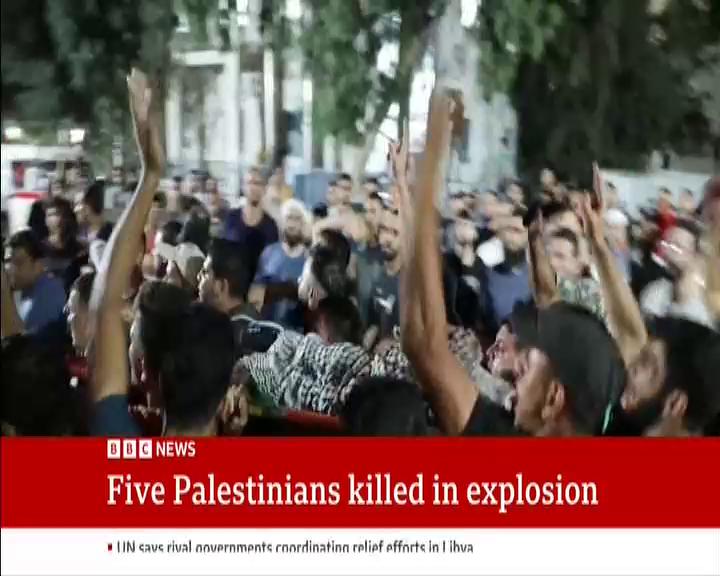 BBC NEWS
Five Palestinians killed in explosion
UN says rival governments coordinating relief efforts in Libya